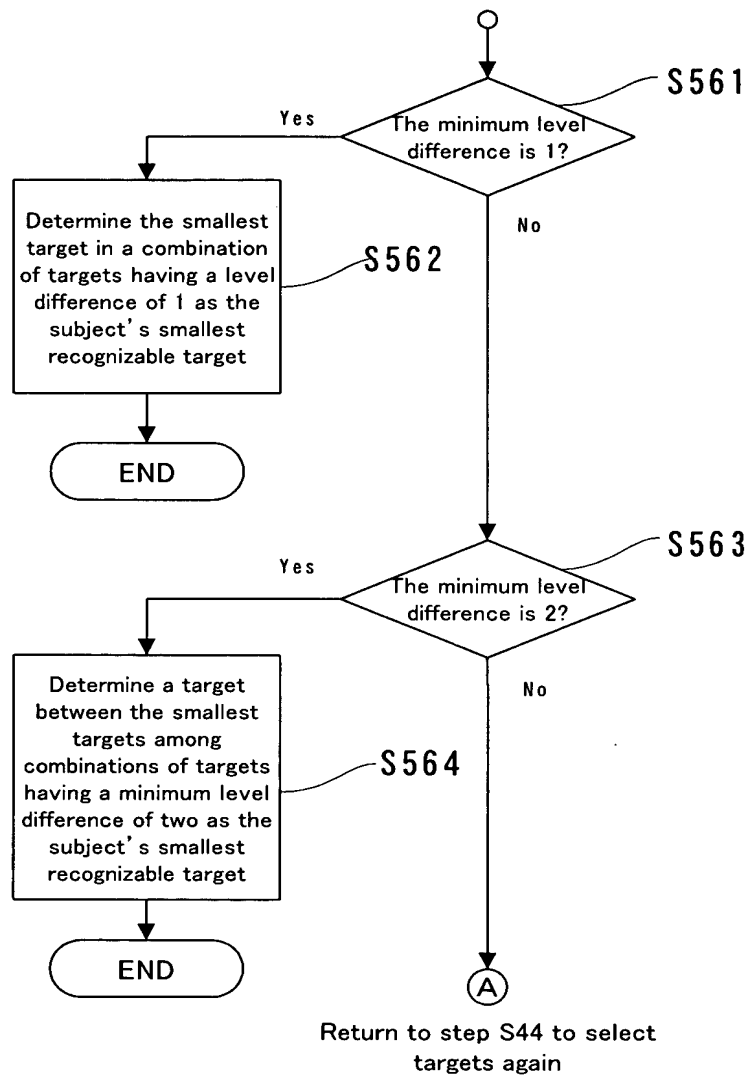 S561
The minimum level
difference is 1?
Yes
No
Determine the smallest
target in a combination
of targets having a level
difference of 1 as the
subject's smallest
recognizable target
S562
END
S563
The minimum level
difference is 2?
Yes
No
Determine a target
between the smallest
targets among
combinations of targets
having a minimum level
difference of two as the
subject's smallest
recognizable target
S564
END
A
Return to step S44 to select
targets again